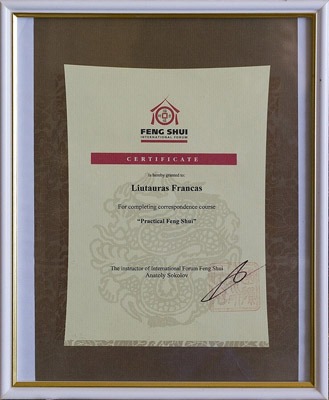 FENG SHUI
INTERNATIONAL FORUM
CERTIFICATE
Is hereby granted to:
Liutauras Francas
For completing correspondence course
"Practical Feng Shui"
The instructor of International Forum Feng Shui
Anatoly Sokolov